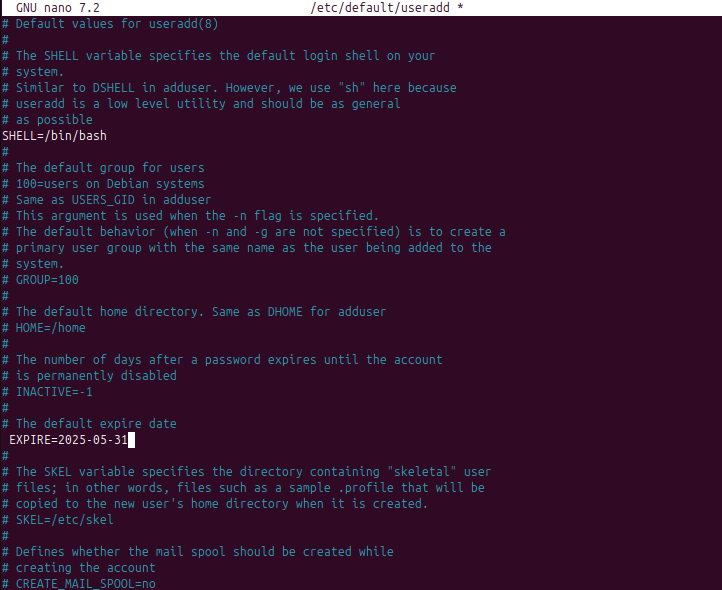 GNU nano 7.2 /etc/default/useradd *
# Default values for useradd(8)
#
# The SHELL variable specifies the default login shell on your
# system.
# Similar to DSHELL in adduser. However, we use "sh" here because
# useradd is a low level utility and should be as general
# as possible
SHELL=/bin/bash
#
# The default group for users
# 100=users on Debian systems
# Same as USERS_GID in adduser
# This argument is used when the -n flag is specified.
# The default behavior (when -n and -g are not specified) is to create a
# primary user group with the same name as the user being added to the
# system.
# GROUP=100
#
# The default home directory. Same as DHOME for adduser
# HOME=/home
#
# The number of days after a password expires until the account
# is permanently disabled
# INACTIVE=-1
#
# The default expire date
EXPIRE=2025-05-31
#
# The SKEL variable specifies the directory containing "skeletal" user
# files; in other words, files such as a sample .profile that will be
# copied to the new user's home directory when it is created.
# SKEL=/etc/skel
#
# Defines whether the mail spool should be created while
# creating the account
# CREATE_MAIL_SPOOL=no